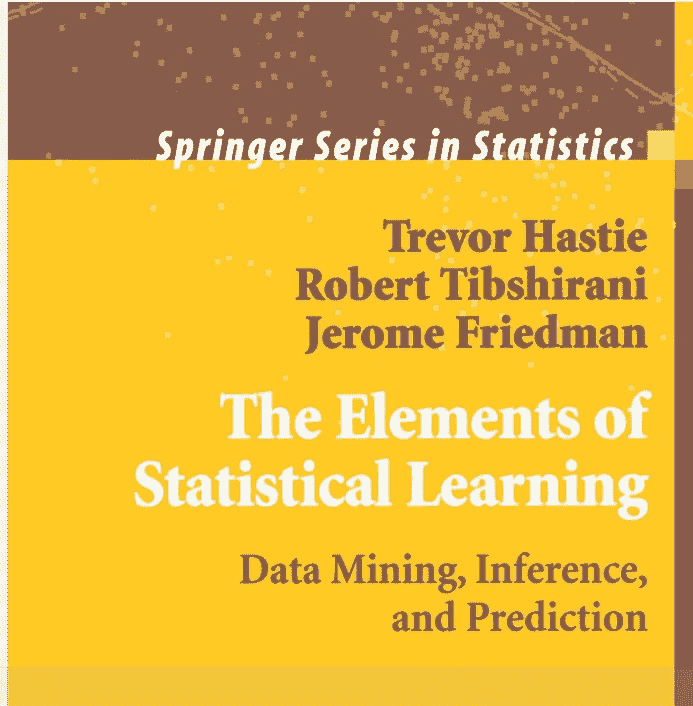 Springer Series in Statistics
Trevor Hastie
Robert Tibshirani
Jerome Friedman
The Elements of
Statistical Learning
Data Mining, Inference,
and Prediction